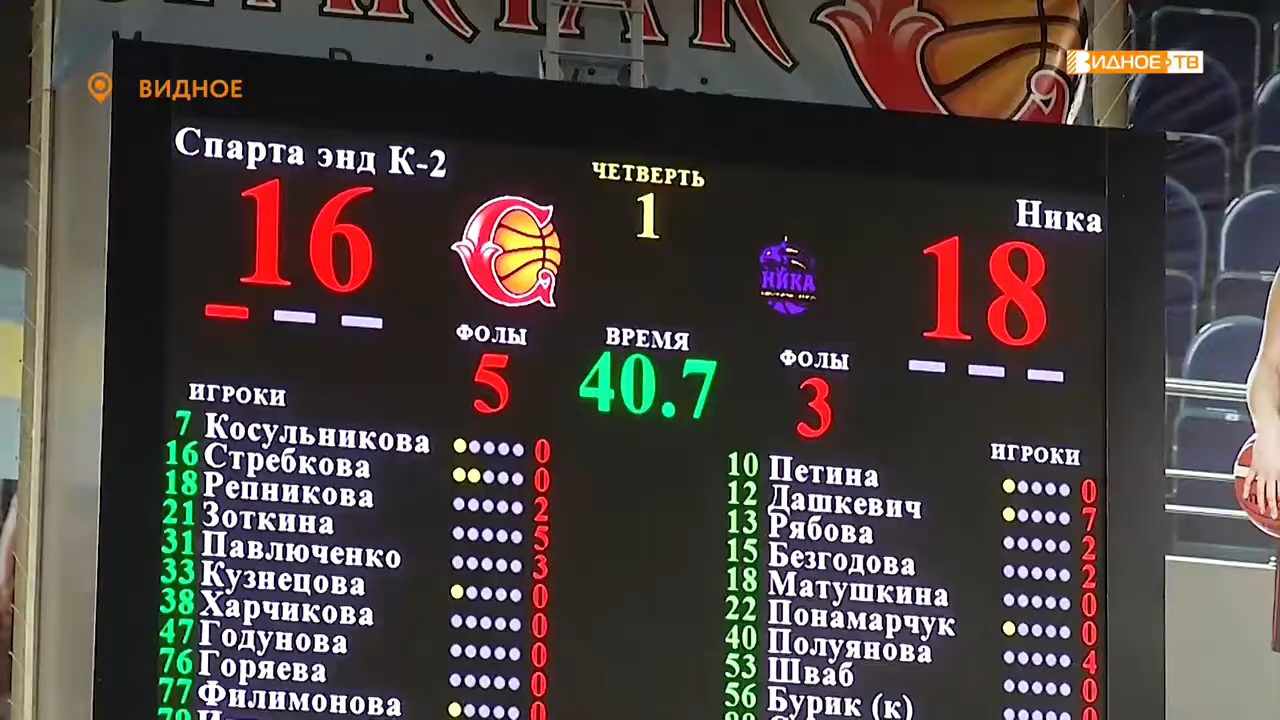 SPARTAK
ВИДНОЕ
ВИДНОЕ ТВ
Спарта энд К-2
ЧЕТВЕРТЬ
1
Ника
16
18
НИКА
ФОЛЫ
5
ВРЕМЯ
40.7
ФОЛЫ
3
ИГРОКИ
7 Косульникова 0
16 Стребкова 0
18 Репникова 2
21 Зоткина 5
31 Павлюченко 3
33 Кузнецова 0
38 Харчикова 0
47 Годунова 0
76 Горяева 0
77 Филимонова 0
ИГРОКИ
10 Петина 0
12 Дашкевич 7
13 Рябова 2
15 Безгодова 2
18 Матушкина 0
22 Понамарчук 0
40 Полуянова 4
53 Шваб 0
56 Бурик (к) 0